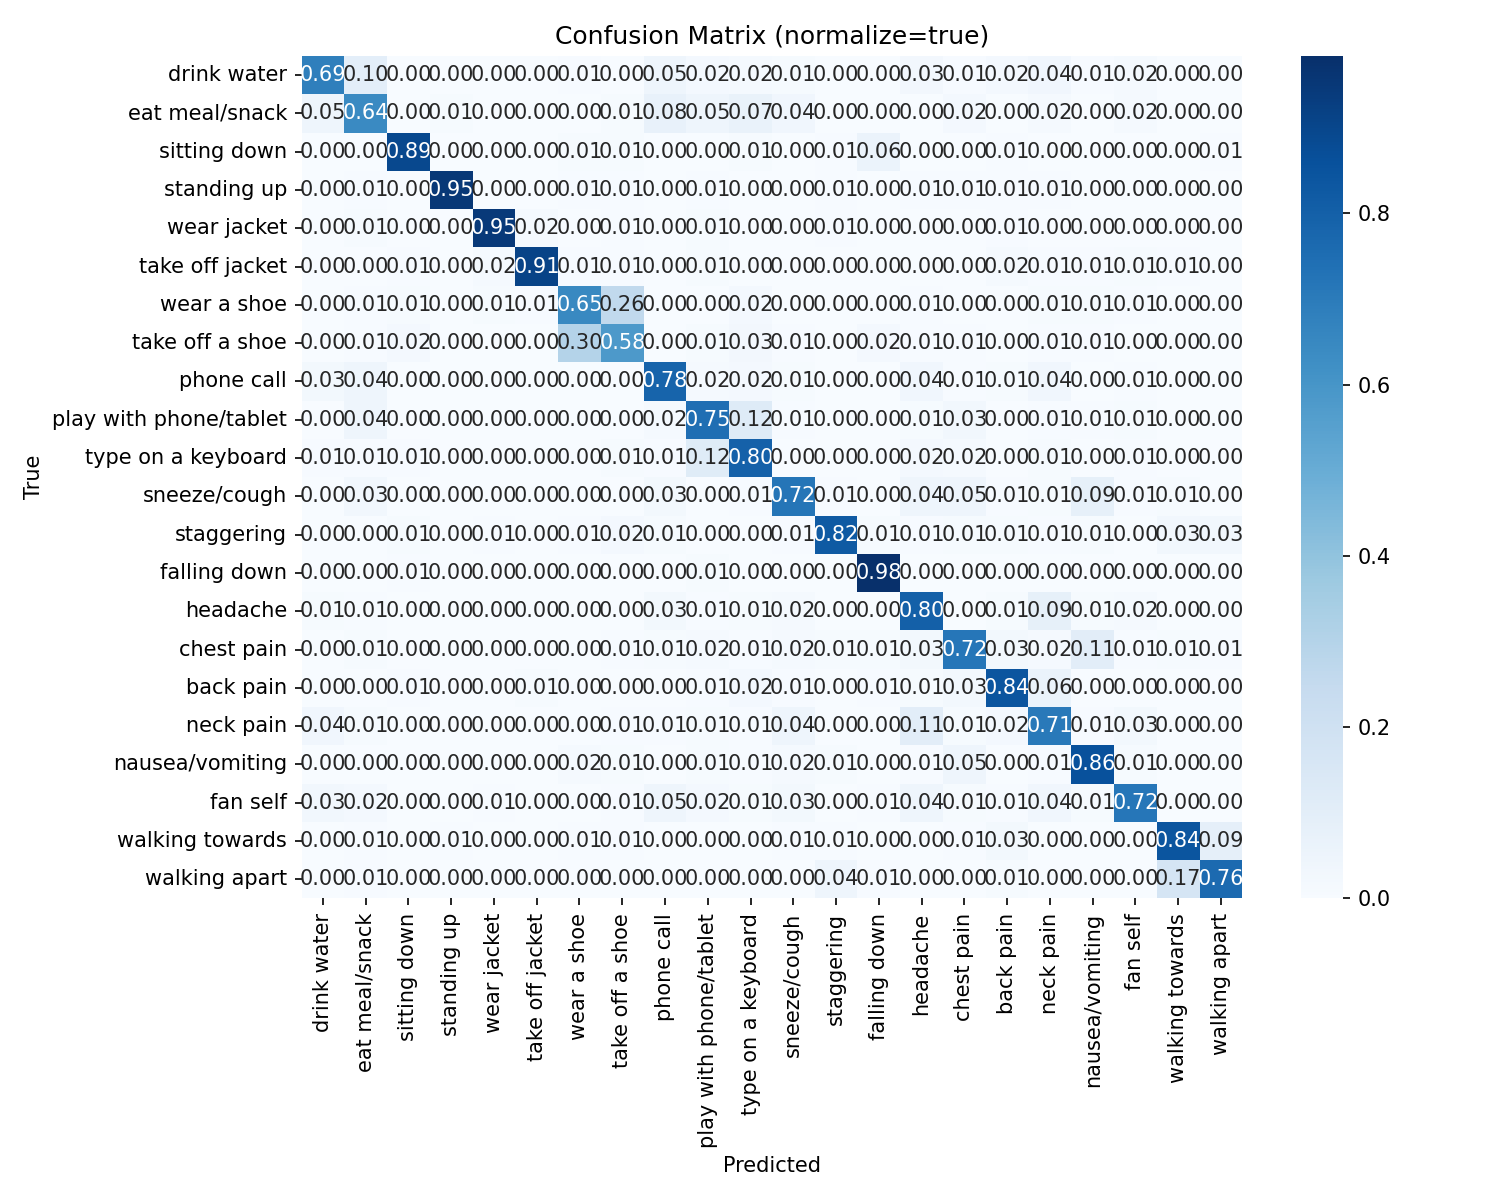 Confusion Matrix (normalize=true)
drink water 0.69 0.10 0.00 0.00 0.00 0.00 0.01 0.00 0.05 0.02 0.02 0.01 0.00 0.00 0.03 0.01 0.02 0.04 0.01 0.02 0.00 0.00
eat meal/snack 0.05 0.64 0.00 0.01 0.00 0.00 0.00 0.01 0.08 0.05 0.07 0.04 0.00 0.00 0.00 0.02 0.00 0.02 0.00 0.02 0.00 0.00
sitting down 0.00 0.00 0.89 0.00 0.00 0.00 0.01 0.01 0.00 0.00 0.01 0.00 0.01 0.06 0.00 0.00 0.01 0.00 0.00 0.00 0.00 0.01
standing up 0.00 0.01 0.00 0.95 0.00 0.00 0.01 0.01 0.00 0.01 0.00 0.00 0.01 0.00 0.01 0.01 0.01 0.01 0.00 0.00 0.00 0.00
wear jacket 0.00 0.01 0.00 0.00 0.95 0.02 0.00 0.01 0.00 0.00 0.00 0.00 0.01 0.00 0.00 0.00 0.01 0.00 0.00 0.00 0.00 0.00
take off jacket 0.00 0.00 0.01 0.00 0.02 0.91 0.01 0.01 0.00 0.01 0.00 0.00 0.00 0.00 0.00 0.00 0.02 0.01 0.01 0.01 0.01 0.00
wear a shoe 0.00 0.01 0.01 0.00 0.01 0.01 0.65 0.26 0.00 0.00 0.02 0.00 0.00 0.00 0.01 0.00 0.00 0.01 0.01 0.00 0.00 0.00
take off a shoe 0.00 0.01 0.02 0.00 0.00 0.00 0.30 0.58 0.00 0.01 0.03 0.01 0.00 0.02 0.01 0.01 0.00 0.01 0.01 0.00 0.00 0.00
phone call 0.03 0.04 0.00 0.00 0.00 0.00 0.00 0.00 0.78 0.02 0.02 0.01 0.00 0.00 0.04 0.01 0.01 0.04 0.00 0.01 0.00 0.00
play with phone/tablet 0.00 0.04 0.00 0.00 0.00 0.00 0.00 0.00 0.02 0.75 0.12 0.01 0.00 0.00 0.01 0.03 0.00 0.01 0.01 0.01 0.00 0.00
type on a keyboard 0.01 0.01 0.01 0.00 0.00 0.00 0.01 0.01 0.01 0.12 0.80 0.00 0.00 0.00 0.02 0.02 0.00 0.01 0.00 0.01 0.00 0.00
sneeze/cough 0.00 0.03 0.00 0.00 0.00 0.00 0.00 0.00 0.03 0.00 0.01 0.72 0.01 0.00 0.04 0.05 0.01 0.01 0.09 0.01 0.01 0.00
staggering 0.00 0.00 0.01 0.00 0.01 0.00 0.01 0.02 0.01 0.00 0.00 0.01 0.82 0.01 0.01 0.01 0.01 0.01 0.01 0.00 0.03 0.03
falling down 0.00 0.00 0.01 0.00 0.00 0.00 0.00 0.00 0.00 0.01 0.00 0.00 0.00 0.98 0.00 0.00 0.00 0.00 0.00 0.00 0.00 0.00
headache 0.01 0.01 0.00 0.00 0.00 0.00 0.00 0.00 0.03 0.01 0.01 0.02 0.00 0.00 0.80 0.00 0.01 0.09 0.01 0.02 0.00 0.00
chest pain 0.00 0.01 0.00 0.00 0.00 0.00 0.00 0.01 0.01 0.02 0.01 0.02 0.01 0.01 0.03 0.72 0.03 0.02 0.11 0.01 0.01 0.01
back pain 0.00 0.00 0.01 0.00 0.00 0.01 0.00 0.00 0.00 0.01 0.02 0.01 0.00 0.01 0.01 0.03 0.84 0.06 0.00 0.00 0.00 0.00
neck pain 0.04 0.01 0.00 0.00 0.00 0.00 0.00 0.01 0.01 0.01 0.01 0.04 0.00 0.00 0.11 0.01 0.02 0.71 0.01 0.03 0.00 0.00
nausea/vomiting 0.00 0.00 0.00 0.00 0.00 0.00 0.02 0.01 0.00 0.01 0.01 0.02 0.01 0.00 0.01 0.05 0.00 0.01 0.86 0.01 0.00 0.00
fan self 0.03 0.02 0.00 0.00 0.01 0.00 0.00 0.01 0.05 0.02 0.01 0.03 0.00 0.01 0.04 0.01 0.01 0.04 0.01 0.72 0.00 0.00
walking towards 0.00 0.01 0.00 0.01 0.00 0.00 0.01 0.01 0.00 0.00 0.00 0.01 0.01 0.00 0.00 0.01 0.03 0.00 0.00 0.00 0.84 0.09
walking apart 0.00 0.01 0.00 0.00 0.00 0.00 0.00 0.00 0.00 0.00 0.00 0.00 0.04 0.01 0.00 0.00 0.01 0.00 0.00 0.00 0.17 0.76
True
0.8
0.6
0.4
0.2
0.0
drink water
eat meal/snack
sitting down
standing up
wear jacket
take off jacket
wear a shoe
take off a shoe
phone call
play with phone/tablet
type on a keyboard
sneeze/cough
staggering
falling down
headache
chest pain
back pain
neck pain
nausea/vomiting
fan self
walking towards
walking apart
Predicted